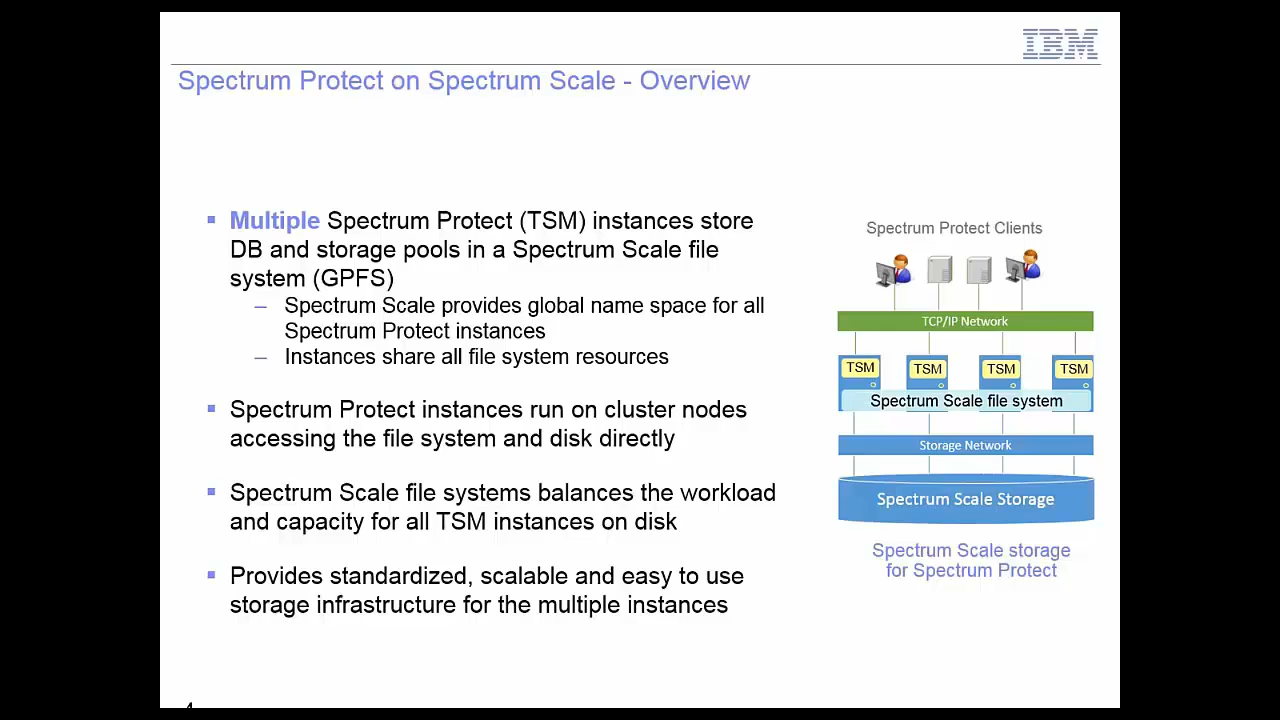 IBM
Spectrum Protect on Spectrum Scale - Overview
Multiple Spectrum Protect (TSM) instances store
DB and storage pools in a Spectrum Scale file
system (GPFS)
– Spectrum Scale provides global name space for all
Spectrum Protect instances
– Instances share all file system resources
Spectrum Protect instances run on cluster nodes
accessing the file system and disk directly
Spectrum Scale file systems balances the workload
and capacity for all TSM instances on disk
Provides standardized, scalable and easy to use
storage infrastructure for the multiple instances
Spectrum Protect Clients
TCP/IP Network
TSM TSM TSM TSM
Spectrum Scale file system
Storage Network
Spectrum Scale Storage
Spectrum Scale storage
for Spectrum Protect